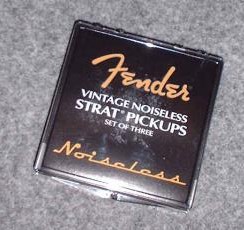 Fender
VINTAGE NOISELESS
STRAT® PICKUPS
SET OF THREE
Noiseless